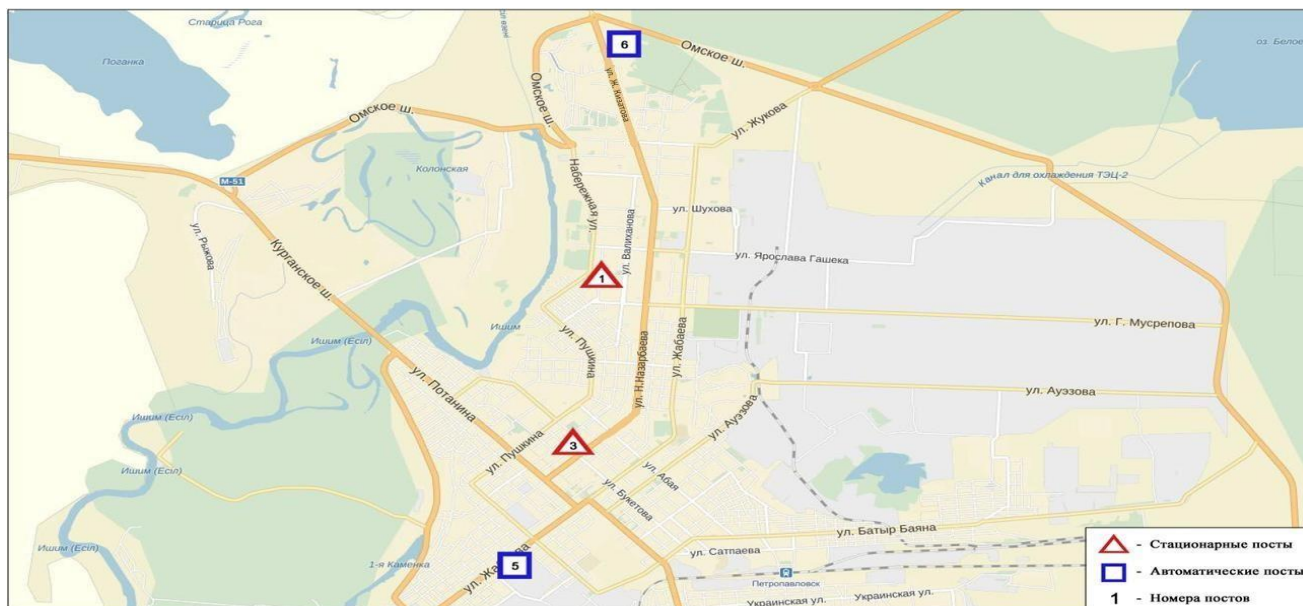 Старица Рога
Поганка
6
Омское ш.
оз. Белое
ул. Ж. Кизатова
Омское ш.
Омское ш.
ул. Жукова
Колонская
Канал для охлаждения ТЭЦ-2
М-51
Набережная ул.
ул. Шухова
ул. Рыжова
ул. Валиханова
Курганское ш.
ул. Ярослава Гашека
1
Ишим
ул. Г. Мусрепова
Ишим (Есіл)
ул. Пушкина
ул. Жабаева
ул. Н.Назарбаева
ул. Потанина
ул. Ауэзова
Ишим (Есіл)
ул. Ауэзова
ул. Пушкина
3
Ишим (Есіл)
ул. Абая
ул. Букетова
ул. Батыр Баяна
Ишим (Есіл)
ул. Сатпаева
1-я Каменка
5
Петропавловск
Украинская ул.
Украинская ул.
- Стационарные посты
- Автоматические посты
1 - Номера постов